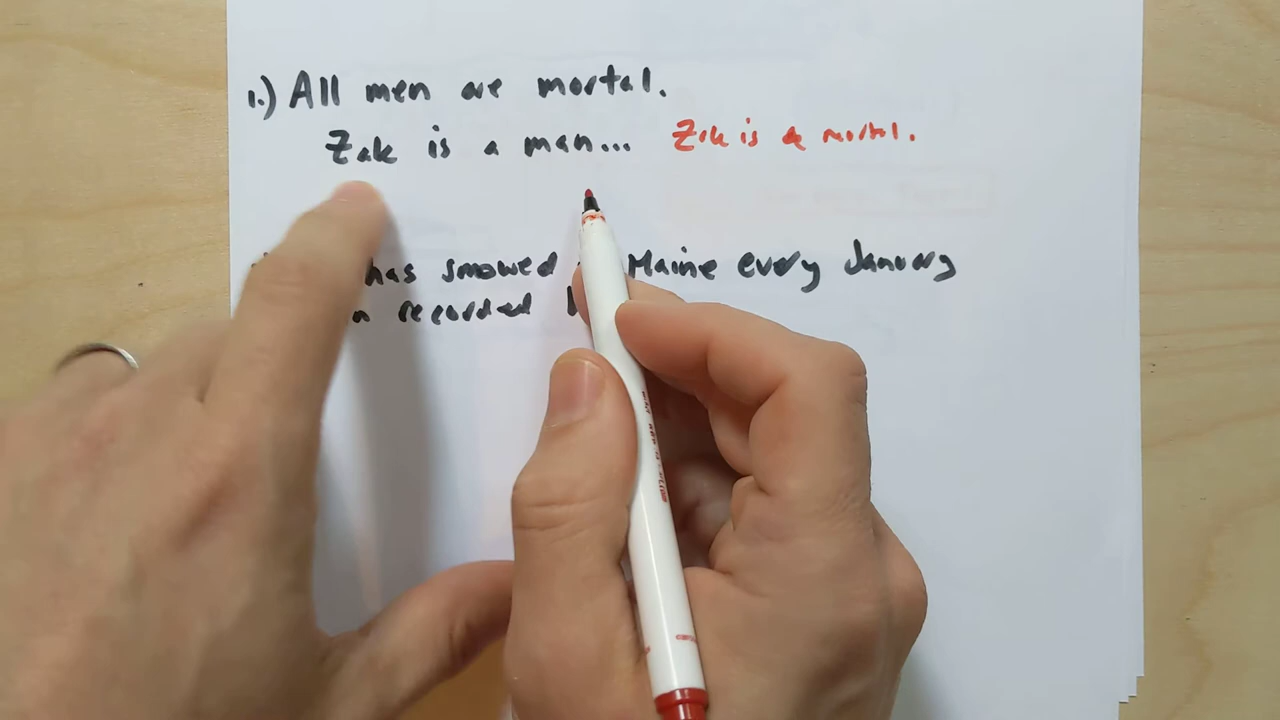 1.) All men are mortal.
Zak is a man... Zak is a mortal.
has snowed Maine every January
recorded